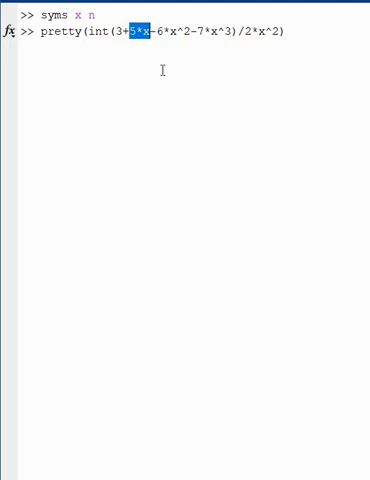 >> syms x n
fx >> pretty(int(3+5*x-6*x^2-7*x^3)/2*x^2)